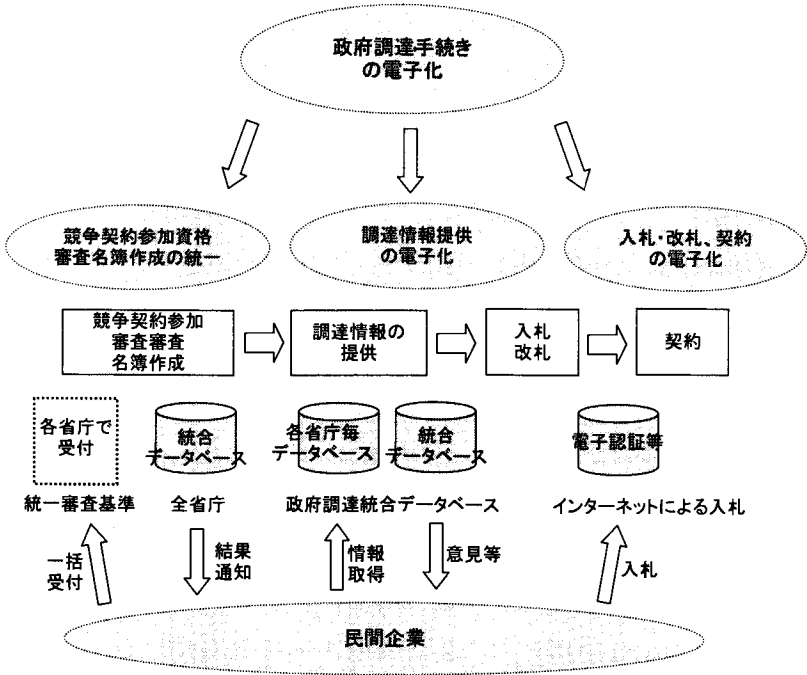 政府調達手続き
の電子化
競争契約参加資格
審査名簿作成の統一
調達情報提供
の電子化
入札・改札、契約
の電子化
競争契約参加
審査審査
名簿作成
調達情報の
提供
入札
改札
契約
各省庁で
受付
統合
データベース
各省庁毎
データベース
統合
データベース
電子認証等
統一審査基準
全省庁
政府調達統合データベース
インターネットによる入札
一括
受付
結果
通知
情報
取得
意見等
入札
民間企業